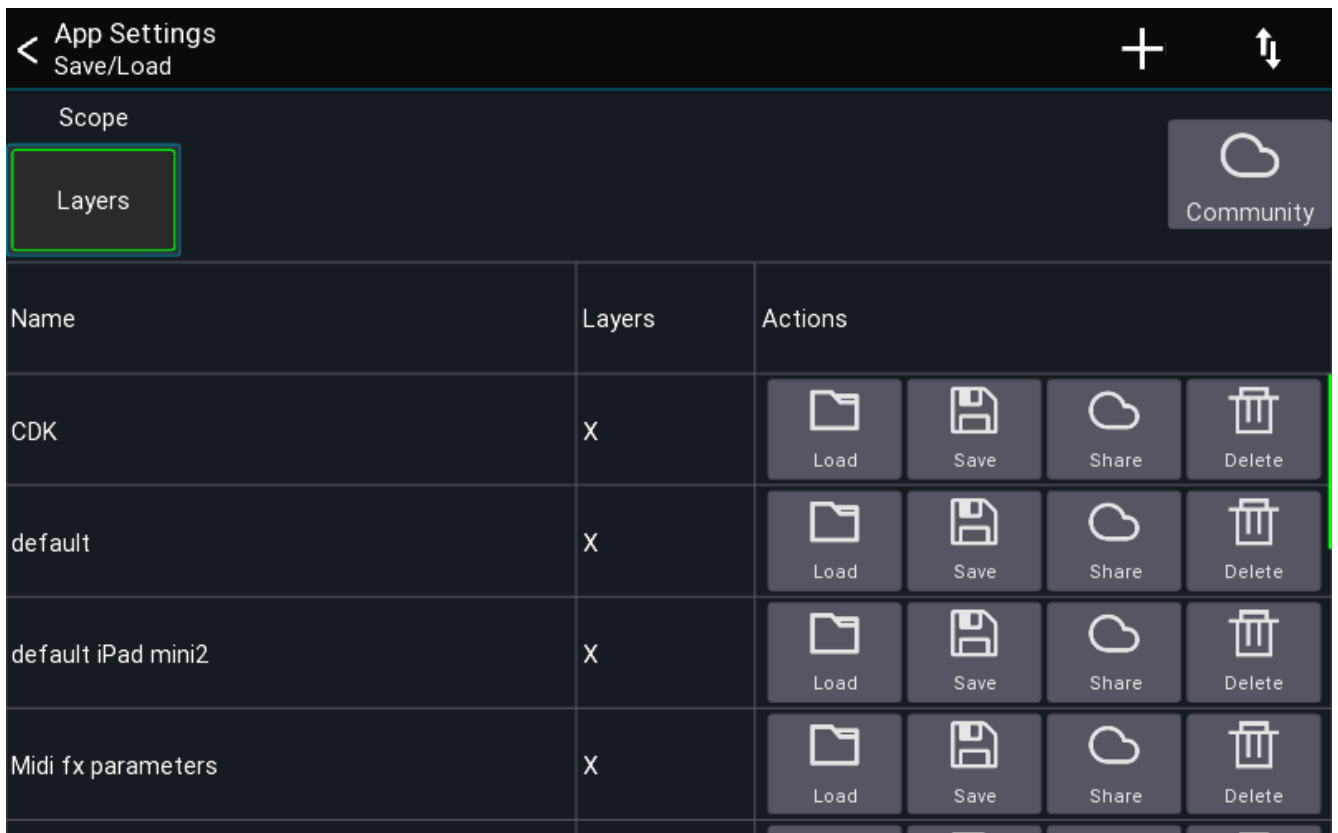 App Settings
Save/Load
Scope
Layers
Community
Name Layers Actions
CDK X Load Save Share Delete
default X Load Save Share Delete
default iPad mini2 X Load Save Share Delete
Midi fx parameters X Load Save Share Delete